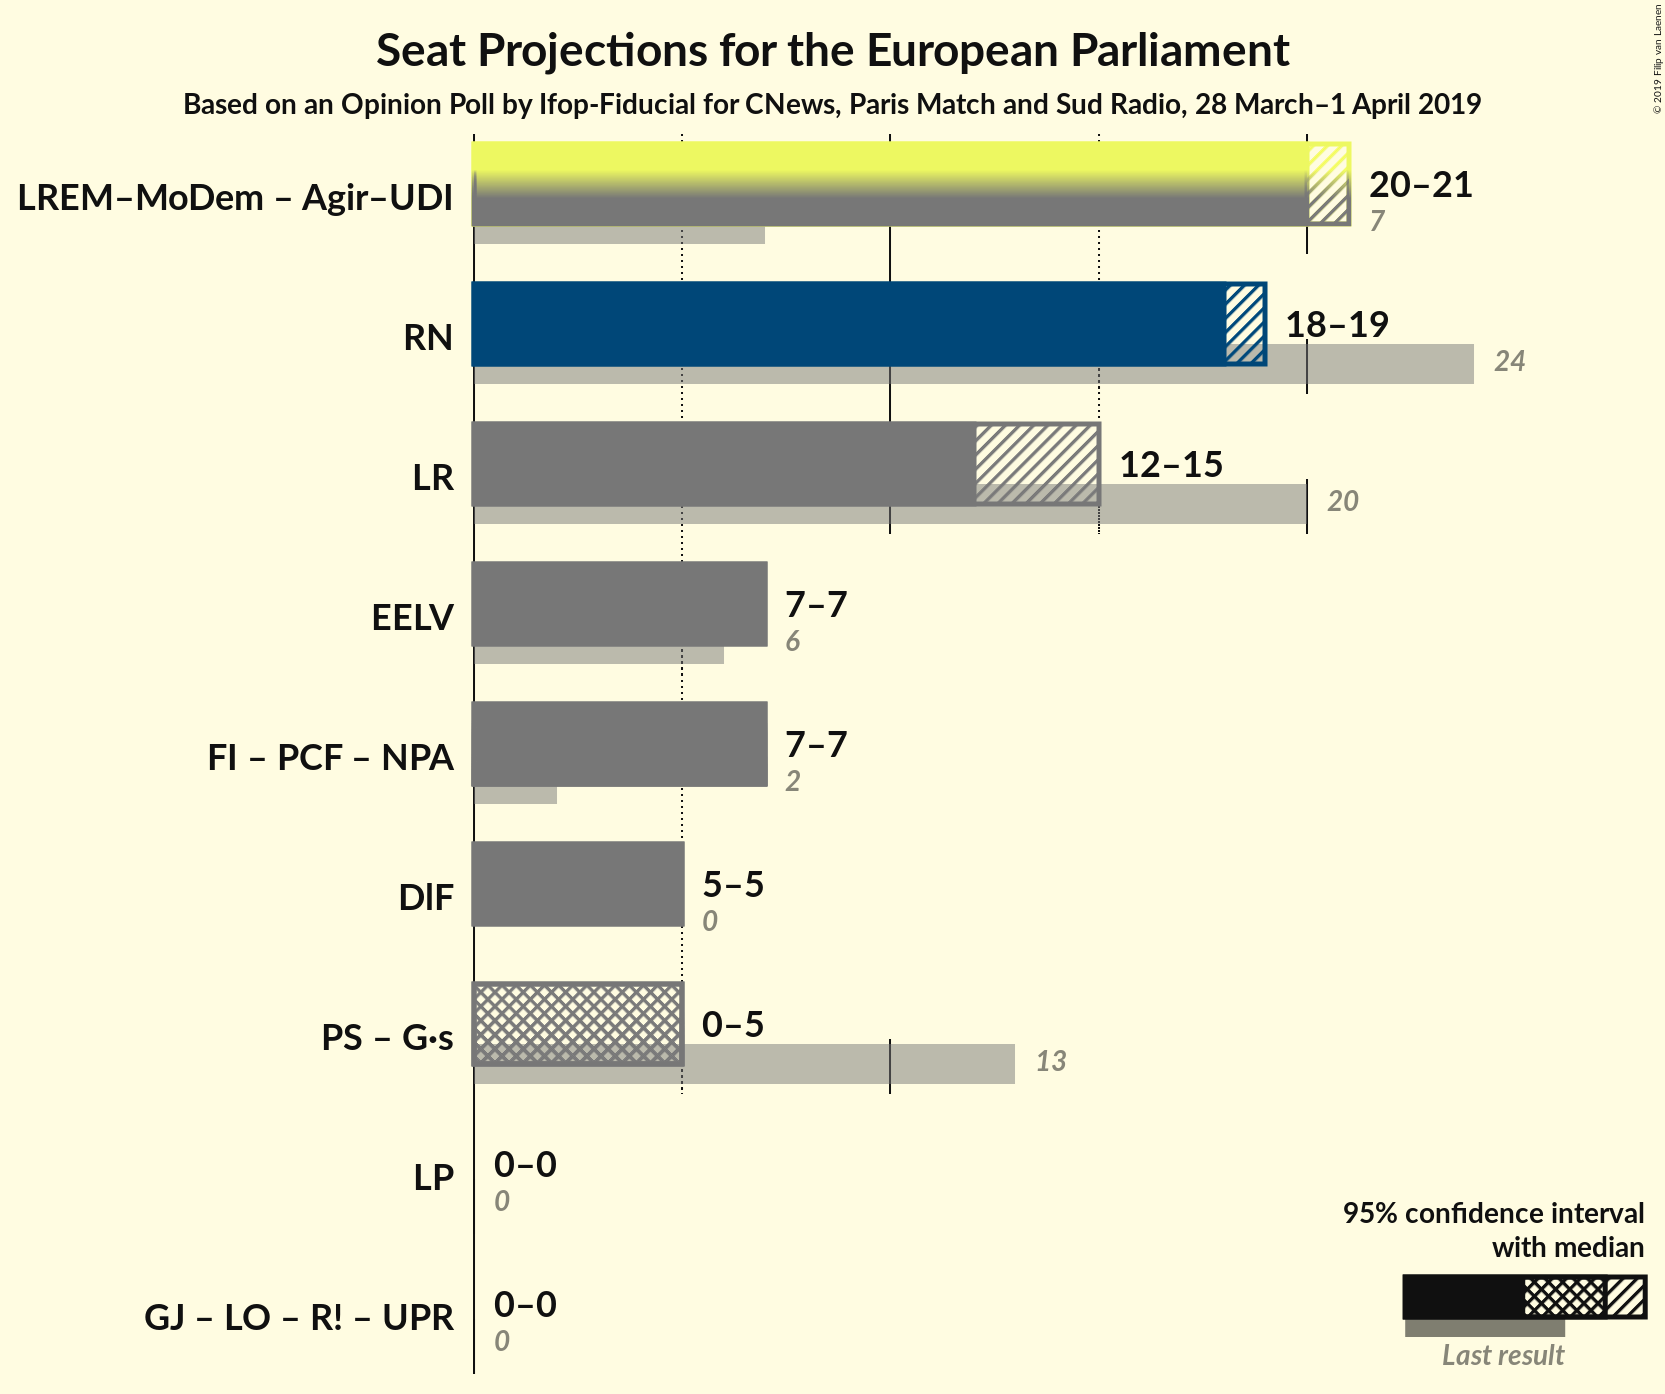 Seat Projections for the European Parliament
Based on an Opinion Poll by Ifop-Fiducial for CNews, Paris Match and Sud Radio, 28 March–1 April 2019
© 2019 Filip van Laenen
LREM–MoDem – Agir–UDI
20–21
7
RN
18–19
24
LR
12–15
20
EELV
7–7
6
FI – PCF – NPA
7–7
2
DlF
5–5
0
PS – G·s
0–5
13
LP
0–0
0
GJ – LO – R! – UPR
0–0
0
95% confidence interval
with median
Last result